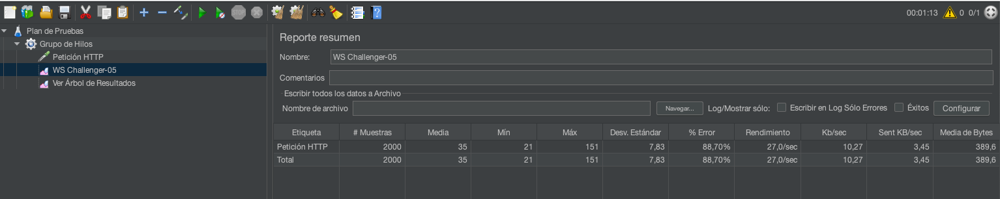 00:01:13 0 0/1
Plan de Pruebas
Grupo de Hilos
Petición HTTP
WS Challenger-05
Ver Árbol de Resultados
Reporte resumen
Nombre: WS Challenger-05
Comentarios
Escribir todos los datos a Archivo
Nombre de archivo Navegar... Log/Mostrar sólo: Escribir en Log Sólo Errores Éxitos Configurar
Etiqueta # Muestras Media Mín Máx Desv. Estándar % Error Rendimiento Kb/sec Sent KB/sec Media de Bytes
Petición HTTP 2000 35 21 151 7,83 88,70% 27,0/sec 10,27 3,45 389,6
Total 2000 35 21 151 7,83 88,70% 27,0/sec 10,27 3,45 389,6